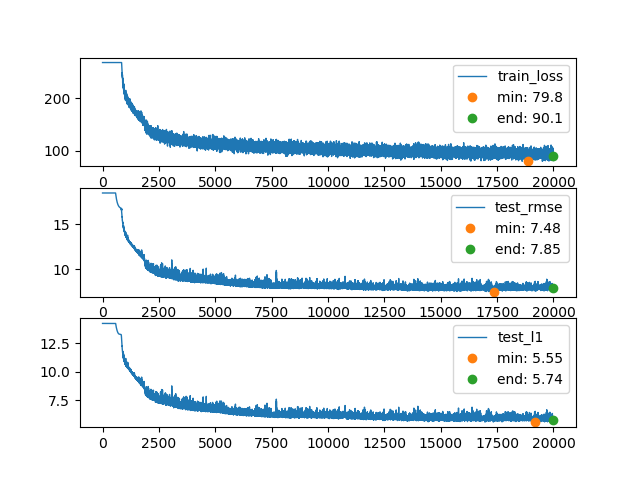 200
100
train_loss
min: 79.8
end: 90.1
0 2500 5000 7500 10000 12500 15000 17500 20000
15
10
test_rmse
min: 7.48
end: 7.85
0 2500 5000 7500 10000 12500 15000 17500 20000
12.5
10.0
7.5
test_l1
min: 5.55
end: 5.74
0 2500 5000 7500 10000 12500 15000 17500 20000